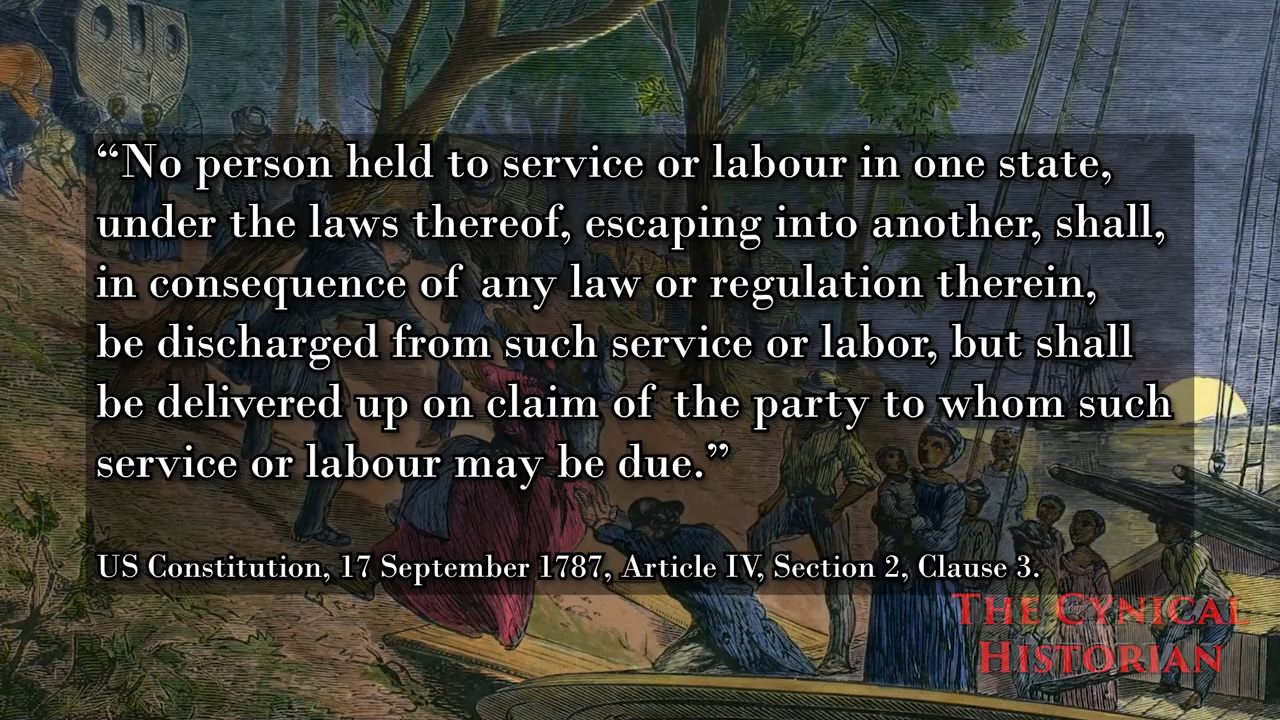 “No person held to service or labour in one state,
under the laws thereof, escaping into another, shall,
in consequence of any law or regulation therein,
be discharged from such service or labor, but shall
be delivered up on claim of the party to whom such
service or labour may be due.”
US Constitution, 17 September 1787, Article IV, Section 2, Clause 3.
THE CYNICAL
HISTORIAN